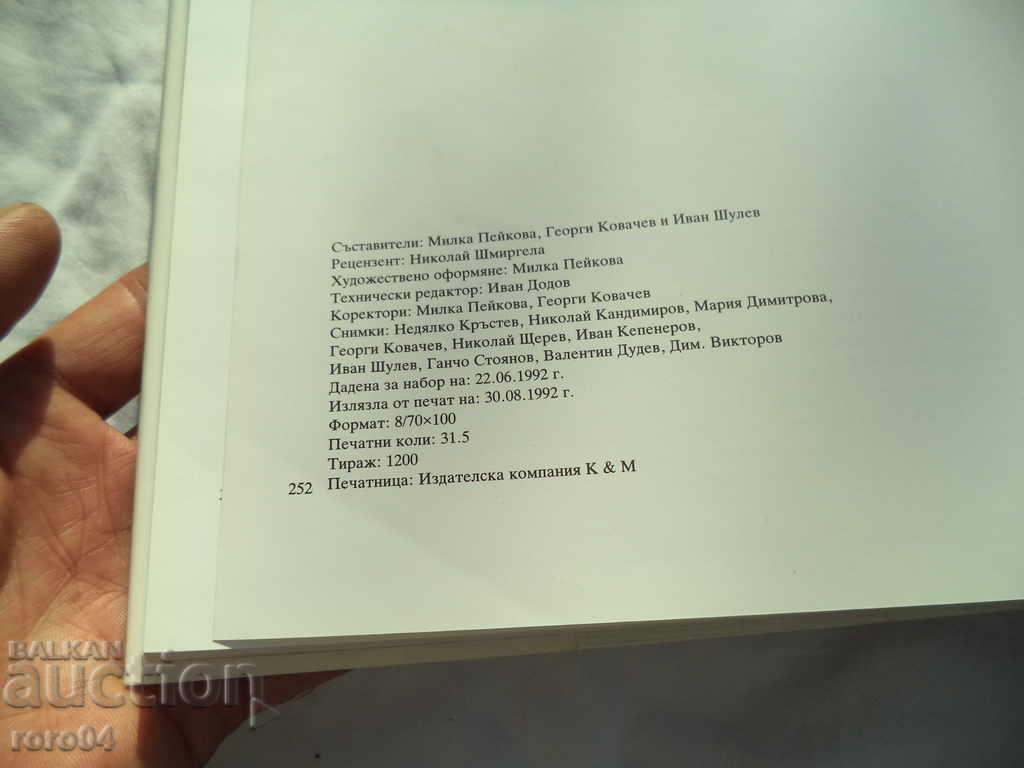 Съставители: Милка Пейкова, Георги Ковачев и Иван Шулев
Рецензент: Николай Шмиргела
Художествено оформяне: Милка Пейкова
Технически редактор: Иван Додов
Коректори: Милка Пейкова, Георги Ковачев
Снимки: Недялко Кръстев, Николай Кандимиров, Мария Димитрова,
Георги Ковачев, Николай Щерев, Иван Кепенеров,
Иван Шулев, Ганчо Стоянов, Валентин Дудев, Дим. Викторов
Дадена за набор на: 22.06.1992 г.
Излязла от печат на: 30.08.1992 г.
Формат: 8/70×100
Печатни коли: 31.5
Тираж: 1200
252 Печатница: Издателска компания К & М
BALKAN
auction
roro04